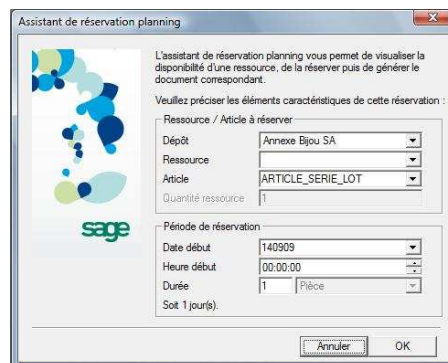 Assistant de réservation planning
L'assistant de réservation planning vous permet de visualiser la
disponibilité d'une ressource, de la réserver puis de générer le
document correspondant.
Veuillez préciser les éléments caractéristiques de cette réservation :
Ressource / Article à réserver
Dépôt Annexe Bijou SA
Ressource
Article ARTICLE_SERIE_LOT
Quantité ressource 1
sage
Période de réservation
Date début 140909
Heure début 00:00:00
Durée 1 Pièce
Soit 1 jour(s).
Annuler OK